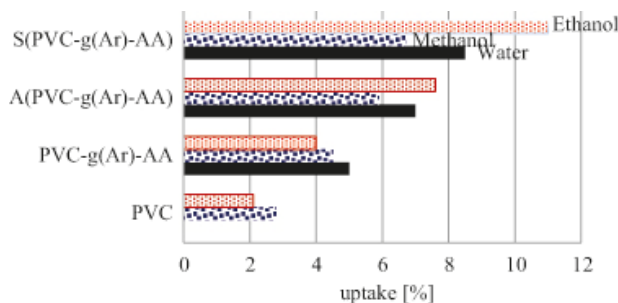 S(PVC-g(Ar)-AA)
Ethanol
Methanol
Water
A(PVC-g(Ar)-AA)
PVC-g(Ar)-AA
PVC
0 2 4 6 8 10 12
uptake [%]